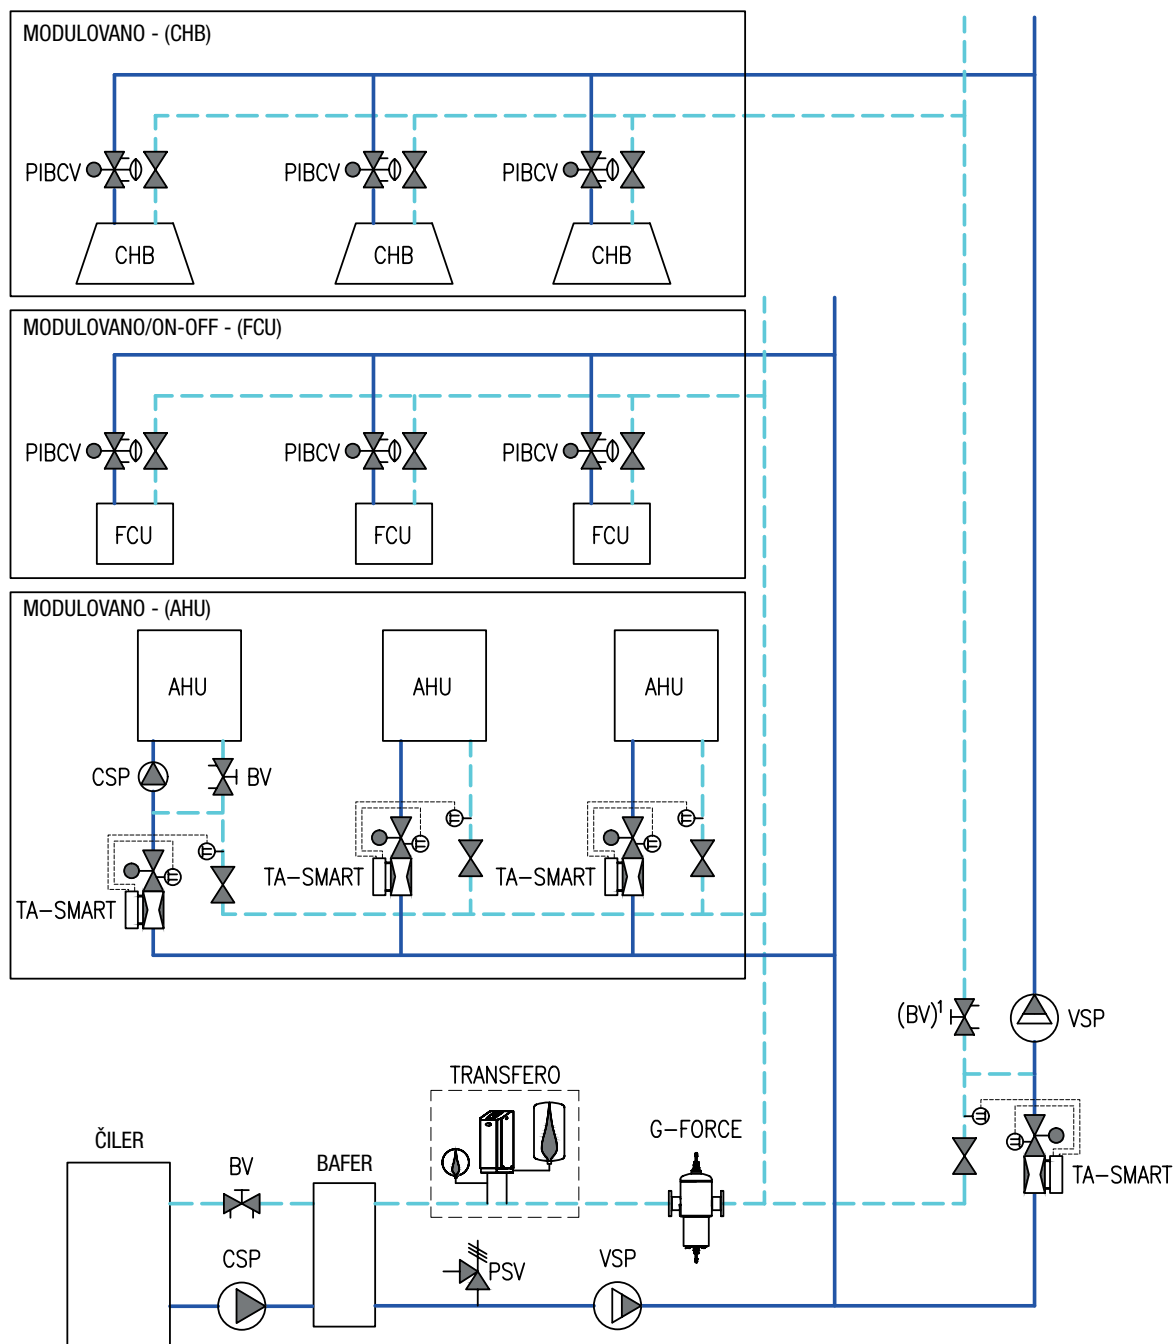 MODULOVANO - (CHB)
PIBCV
PIBCV
PIBCV
CHB
CHB
CHB
MODULOVANO/ON-OFF - (FCU)
PIBCV
PIBCV
PIBCV
FCU
FCU
FCU
MODULOVANO - (AHU)
AHU
AHU
AHU
CSP
BV
TA-SMART
TA-SMART
TA-SMART
(BV)¹
VSP
TRANSFERO
G-FORCE
ČILER
BV
BAFER
TA-SMART
CSP
PSV
VSP